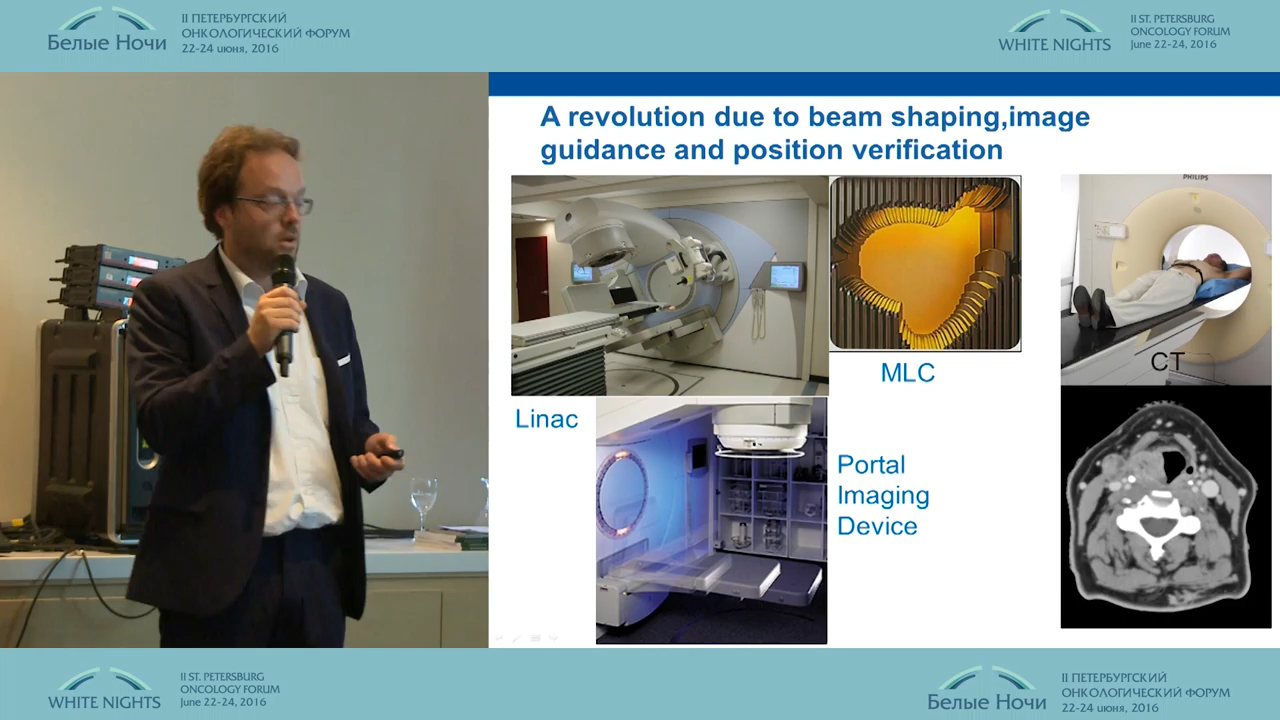 Белые Ночи
II ПЕТЕРБУРГСКИЙ
ОНКОЛОГИЧЕСКИЙ ФОРУМ
22-24 июня, 2016
WHITE NIGHTS
II ST. PETERSBURG
ONCOLOGY FORUM
June 22-24, 2016
A revolution due to beam shaping,image
guidance and position verification
PHILIPS
CT
MLC
Linac
Portal
Imaging
Device
WHITE NIGHTS
II ST. PETERSBURG
ONCOLOGY FORUM
June 22-24, 2016
Белые Ночи
II ПЕТЕРБУРГСКИЙ
ОНКОЛОГИЧЕСКИЙ ФОРУМ
22-24 июня, 2016